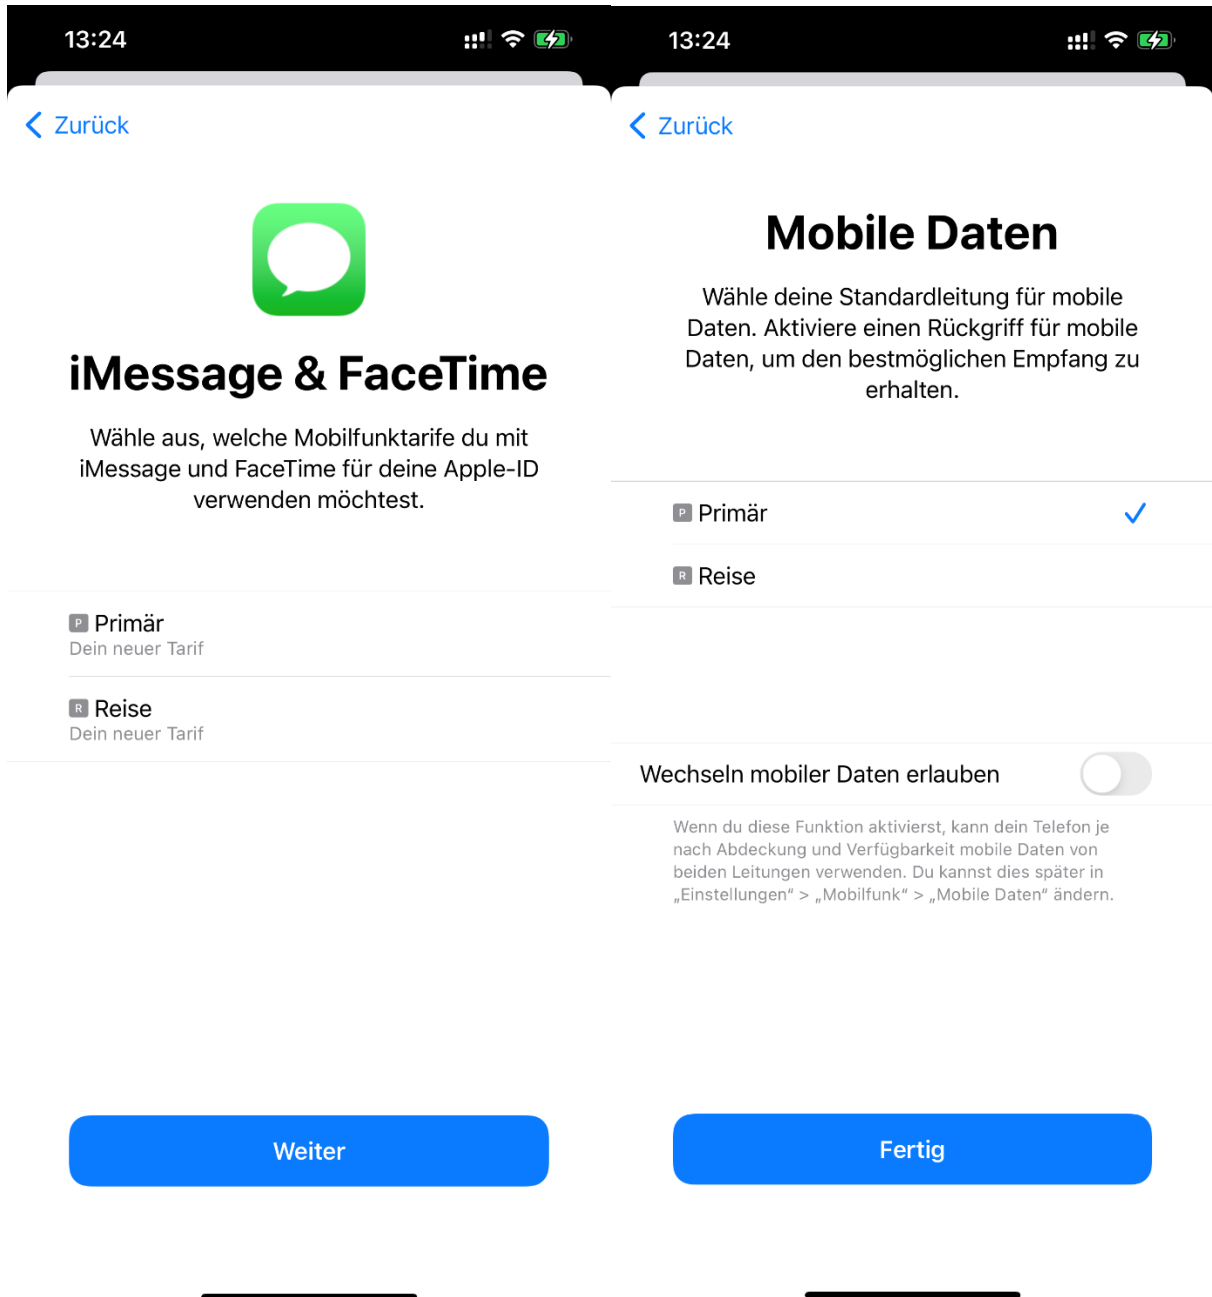 13:24
Zurück
iMessage & FaceTime
Wähle aus, welche Mobilfunktarife du mit
iMessage und FaceTime für deine Apple-ID
verwenden möchtest.
P Primär
Dein neuer Tarif
R Reise
Dein neuer Tarif
Weiter
13:24
Zurück
Mobile Daten
Wähle deine Standardleitung für mobile
Daten. Aktiviere einen Rückgriff für mobile
Daten, um den bestmöglichen Empfang zu
erhalten.
P Primär
R Reise
Wechseln mobiler Daten erlauben
Wenn du diese Funktion aktivierst, kann dein Telefon je
nach Abdeckung und Verfügbarkeit mobile Daten von
beiden Leitungen verwenden. Du kannst dies später in
„Einstellungen“ > „Mobilfunk“ > „Mobile Daten“ ändern.
Fertig